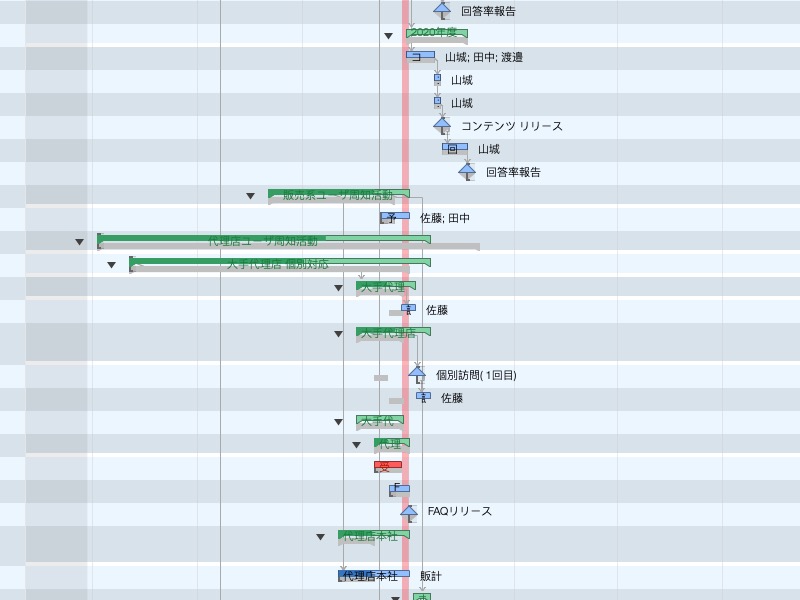 回答率報告
2020年度
コ
山城; 田中; 渡邉
山城
山城
コンテンツ リリース
回
山城
回答率報告
販売系ユーザ周知活動
予
佐藤; 田中
代理店ユーザ周知活動
大手代理店 個別対応
大手代理
佐藤
大手代理店
個別訪問( 1回目)
佐藤
大手代
代理
受
F
FAQリリース
代理店本社
代理店本社
販計